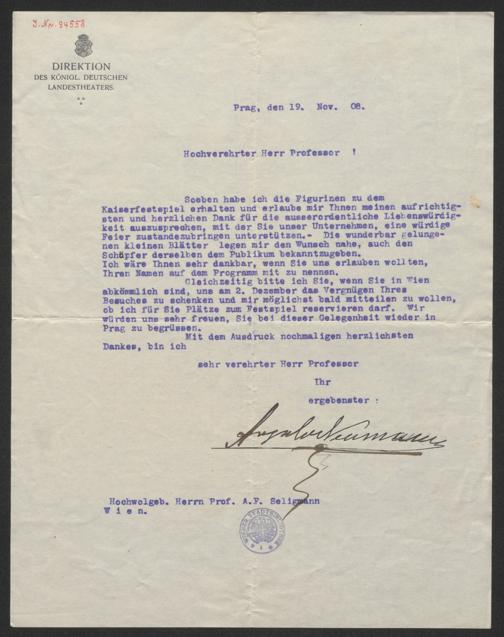 J. Nr. 94558
DIREKTION
DES KÖNIGL. DEUTSCHEN
LANDESTHEATERS.
Prag, den 19. Nov. 08.
Hochverehrter Herr Professor !
Soeben habe ich die Figurinen zu dem
Kaiserfestspiel erhalten und erlaube mir Ihnen meinen aufrichtig-
sten und herzlichen Dank für die ausserordentliche Liebenswürdig-
keit auszusprechen, mit der Sie unser Unternehmen, eine würdige
Feier zustandezubringen unterstützen.- Die wunderbar gelunge-
nen kleinen Blätter legen mir den Wunsch nahe, auch den
Schöpfer derselben dem Publikum bekanntzugeben.
Ich wäre Ihnen sehr dankbar, wenn Sie uns erlauben wollten,
Ihren Namen auf dem Programm mit zu nennen.
Gleichzeitig bitte ich Sie, wenn Sie in Wien
abkömmlich sind, uns am 2. Dezember das Vergnügen Ihres
Besuches zu schenken und mir möglichst bald mitteilen zu wollen,
ob ich für Sie Plätze zum Festspiel reservieren darf. Wir
würden uns sehr freuen, Sie bei dieser Gelegenheit wieder in
Prag zu begrüssen.
Mit dem Ausdruck nochmaligen herzlichsten
Dankes, bin ich
sehr verehrter Herr Professor
Ihr
ergebenster :
Angelo Neumann
Hochwolgeb. Herrn Prof. A.F. Seligmann
W i e n.